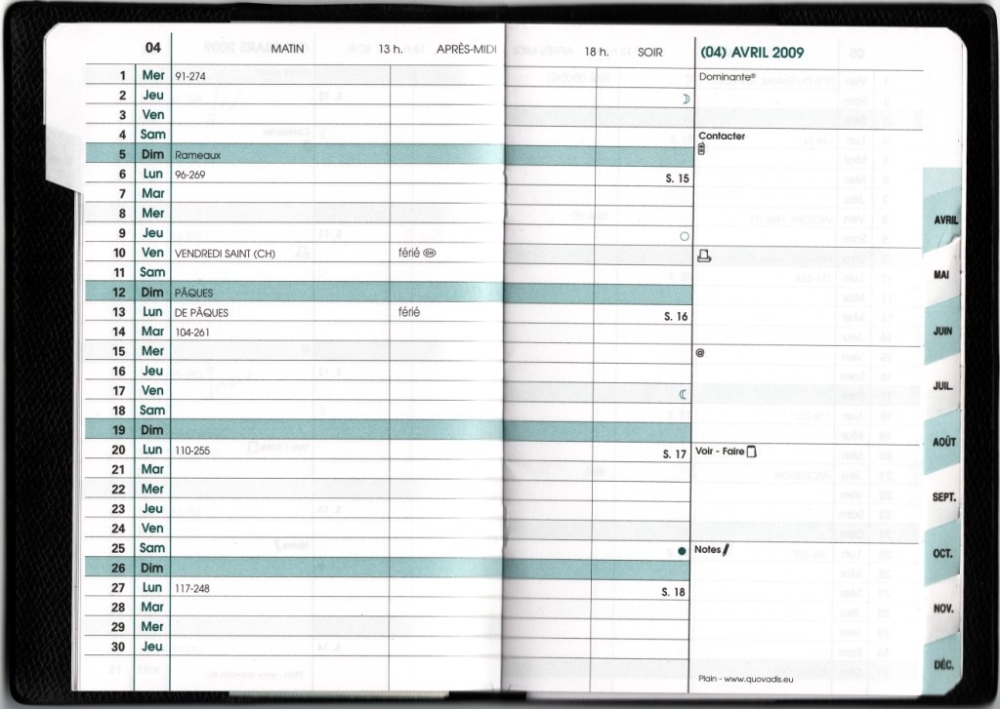 04 MATIN 13 h. APRÈS-MIDI 18 h. SOIR (04) AVRIL 2009
1 Mer 91-274 Dominante®
2 Jeu
3 Ven
4 Sam Contacter
5 Dim Rameaux
6 Lun 96-269 S. 15
7 Mar
8 Mer
9 Jeu
10 Ven VENDREDI SAINT (CH) férié CH
11 Sam
12 Dim PÂQUES
13 Lun DE PÂQUES férié S. 16
14 Mar 104-261
15 Mer @
16 Jeu
17 Ven
18 Sam
19 Dim
20 Lun 110-255 S. 17 Voir - Faire
21 Mar
22 Mer
23 Jeu
24 Ven
25 Sam Notes
26 Dim
27 Lun 117-248 S. 18
28 Mar
29 Mer
30 Jeu
Plain - www.quovadis.eu
AVRIL
MAI
JUIN
JUIL.
AOÛT
SEPT.
OCT.
NOV.
DÉC.